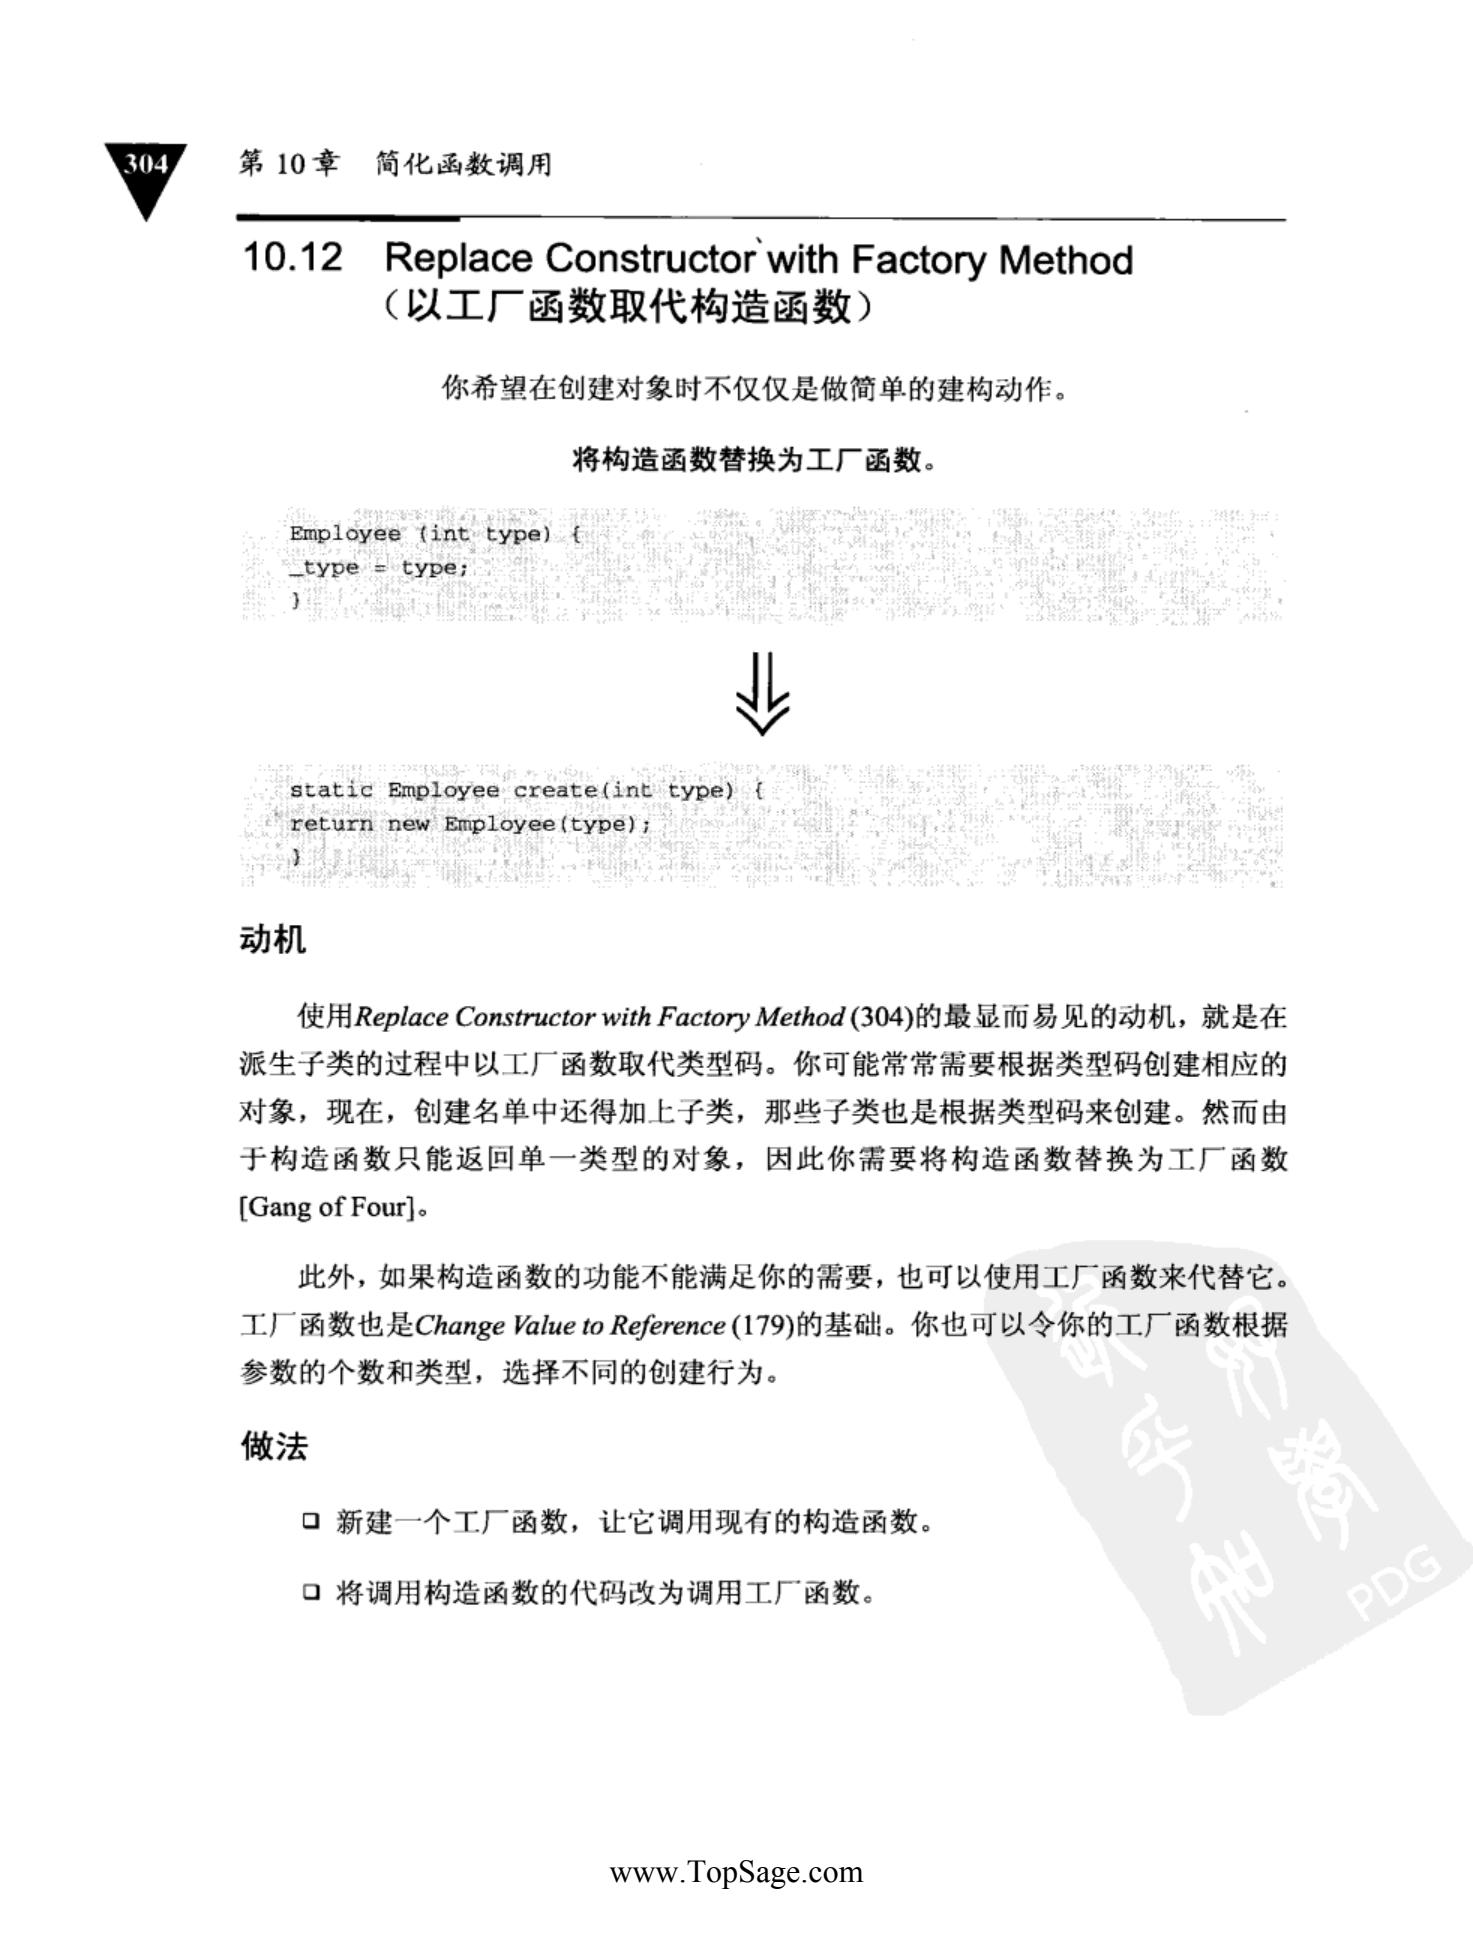 304
第 10 章 简化函数调用
10.12 Replace Constructor with Factory Method
（以工厂函数取代构造函数）
你希望在创建对象时不仅仅是做简单的建构动作。
将构造函数替换为工厂函数。
Employee (int type) {
_type = type;
}
static Employee create(int type) {
return new Employee(type);
}
动机
使用Replace Constructor with Factory Method (304)的最显而易见的动机，就是在
派生子类的过程中以工厂函数取代类型码。你可能常常需要根据类型码创建相应的
对象，现在，创建名单中还得加上子类，那些子类也是根据类型码来创建。然而由
于构造函数只能返回单一类型的对象，因此你需要将构造函数替换为工厂函数
[Gang of Four]。
此外，如果构造函数的功能不能满足你的需要，也可以使用工厂函数来代替它。
工厂函数也是Change Value to Reference (179)的基础。你也可以令你的工厂函数根据
参数的个数和类型，选择不同的创建行为。
做法
❑ 新建一个工厂函数，让它调用现有的构造函数。
❑ 将调用构造函数的代码改为调用工厂函数。
PDG
www.TopSage.com